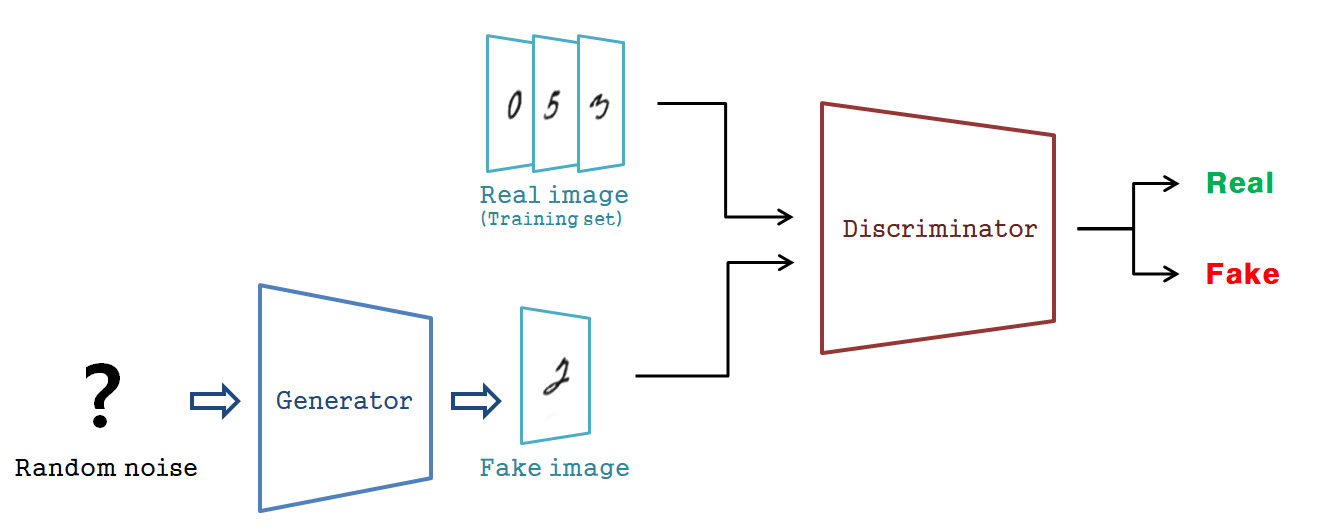 0 5 3
Real image
(Training set)
Discriminator
Real
Fake
?
Random noise
Generator
2
Fake image